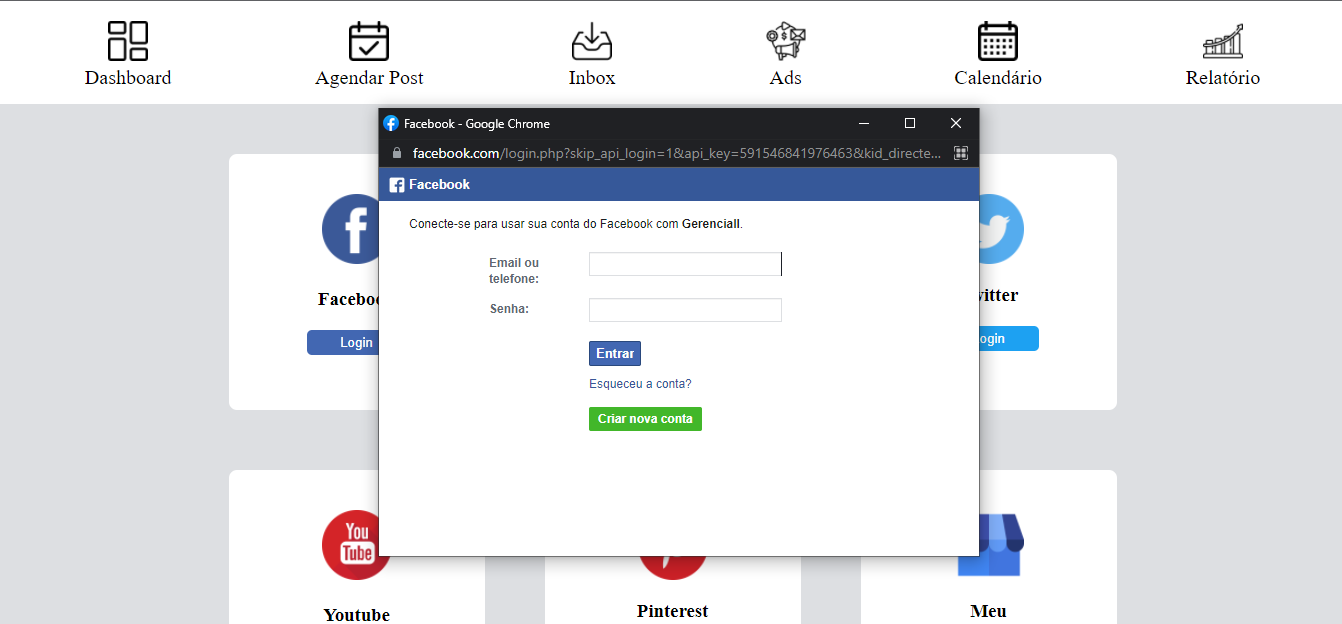 Dashboard
Agendar Post
Inbox
Ads
Calendário
Relatório
Facebook - Google Chrome
facebook.com/login.php?skip_api_login=1&api_key=591546841976463&kid_directe...
Facebook
Conecte-se para usar sua conta do Facebook com Gerenciall.
Email ou
telefone:
Senha:
Entrar
Esqueceu a conta?
Criar nova conta
Faceboo
Login
itter
ogin
You
Tube
Youtube
Pinterest
Meu